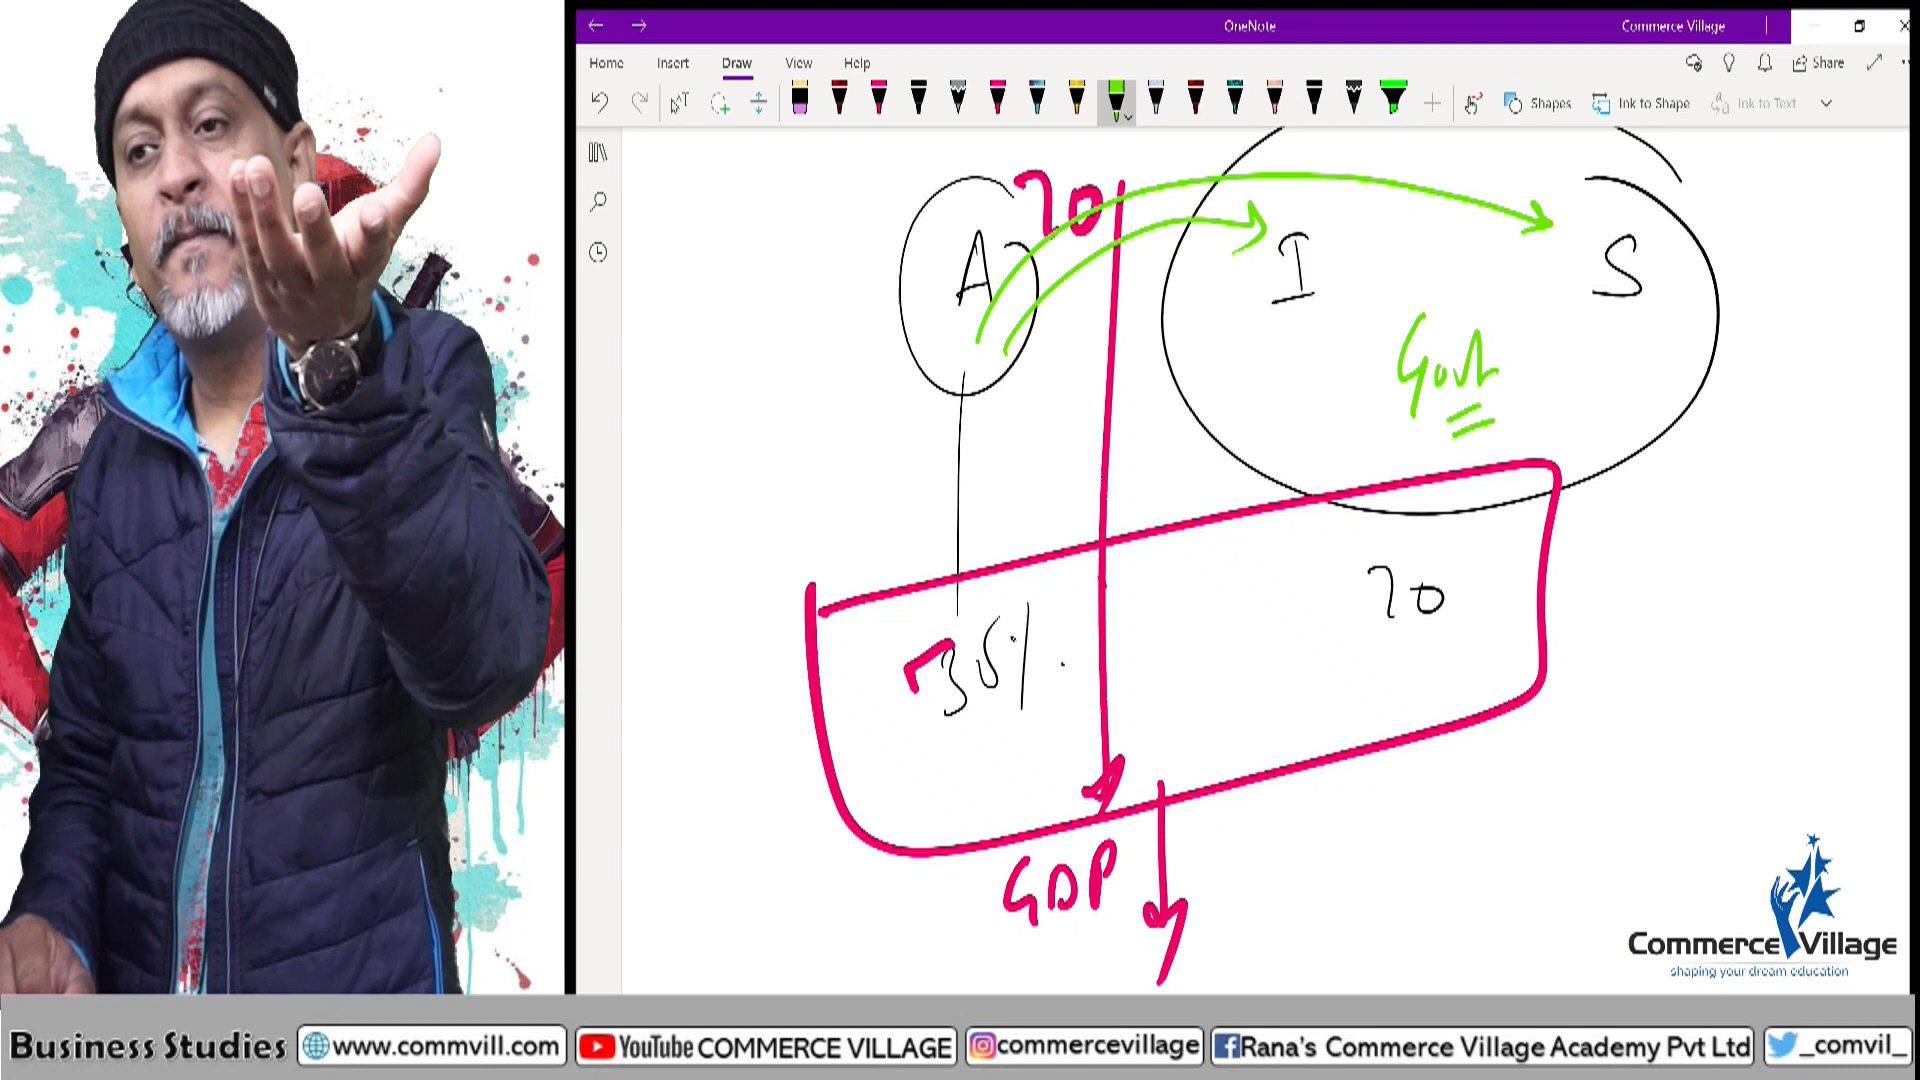 OneNote
Commerce Village
Home Insert Draw View Help
Share
Shapes Ink to Shape Ink to Text
A 70 I S
Govt
30%. 70
GDP
Commerce Village
shaping your dream education
Business Studies www.commvill.com YouTube COMMERCE VILLAGE commercevillage Rana's Commerce Village Academy Pvt Ltd _comvil_